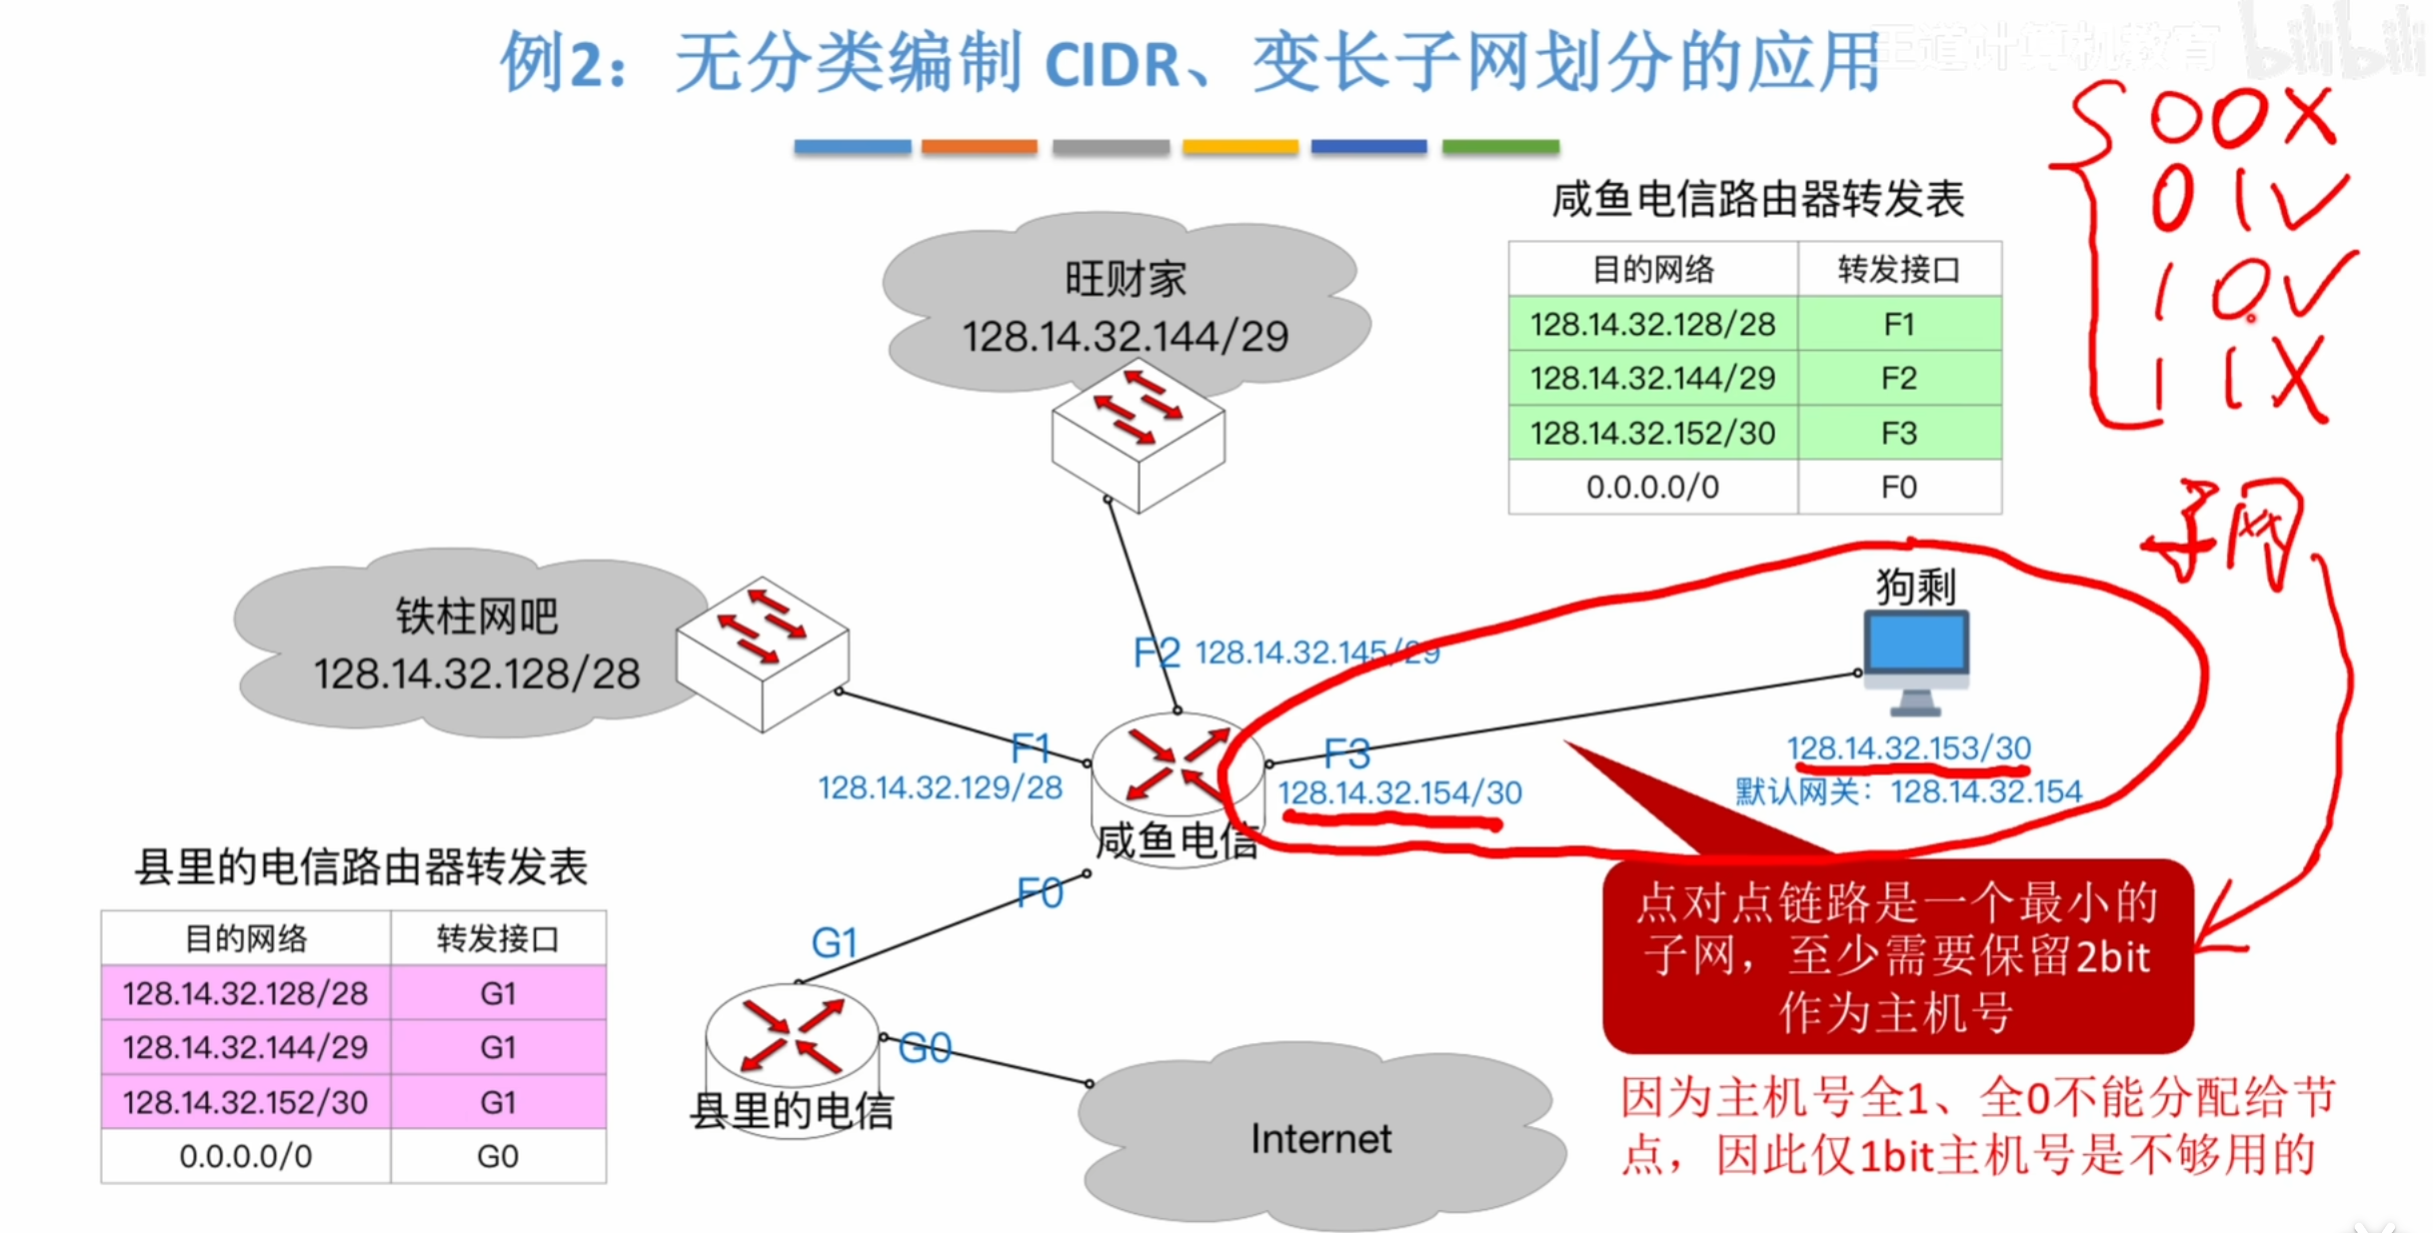 例2：无分类编制 CIDR、变长子网划分的应用
王道计算机教育
bilibili
0 0 X
0 1 √
1 0 √
1 1 X
子网
咸鱼电信路由器转发表
目的网络 转发接口
128.14.32.128/28 F1
128.14.32.144/29 F2
128.14.32.152/30 F3
0.0.0.0/0 F0
旺财家
128.14.32.144/29
铁柱网吧
128.14.32.128/28
狗剩
128.14.32.153/30
默认网关：128.14.32.154
F2 128.14.32.145/29
F1
128.14.32.129/28
F3
128.14.32.154/30
咸鱼电信
F0
G1
G0
县里的电信
Internet
县里的电信路由器转发表
目的网络 转发接口
128.14.32.128/28 G1
128.14.32.144/29 G1
128.14.32.152/30 G1
0.0.0.0/0 G0
点对点链路是一个最小的
子网，至少需要保留2bit
作为主机号
因为主机号全1、全0不能分配给节
点，因此仅1bit主机号是不够用的